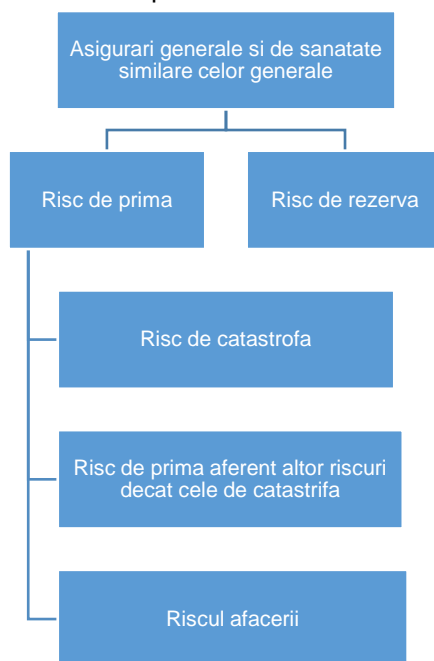 Asigurari generale si de sanatate
similare celor generale
Risc de prima
Risc de rezerva
Risc de catastrofa
Risc de prima aferent altor riscuri
decat cele de catastrifa
Riscul afacerii